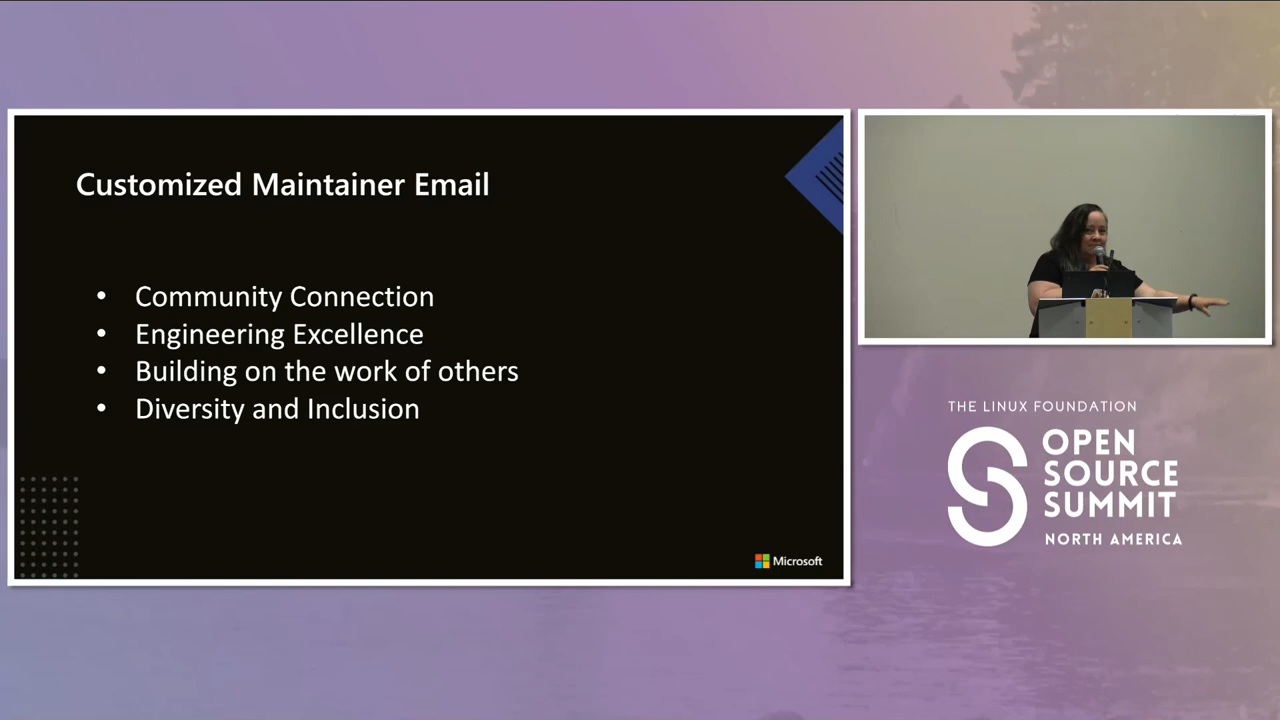 Customized Maintainer Email
• Community Connection
• Engineering Excellence
• Building on the work of others
• Diversity and Inclusion
Microsoft
THE LINUX FOUNDATION
OPEN
SOURCE
SUMMIT
NORTH AMERICA